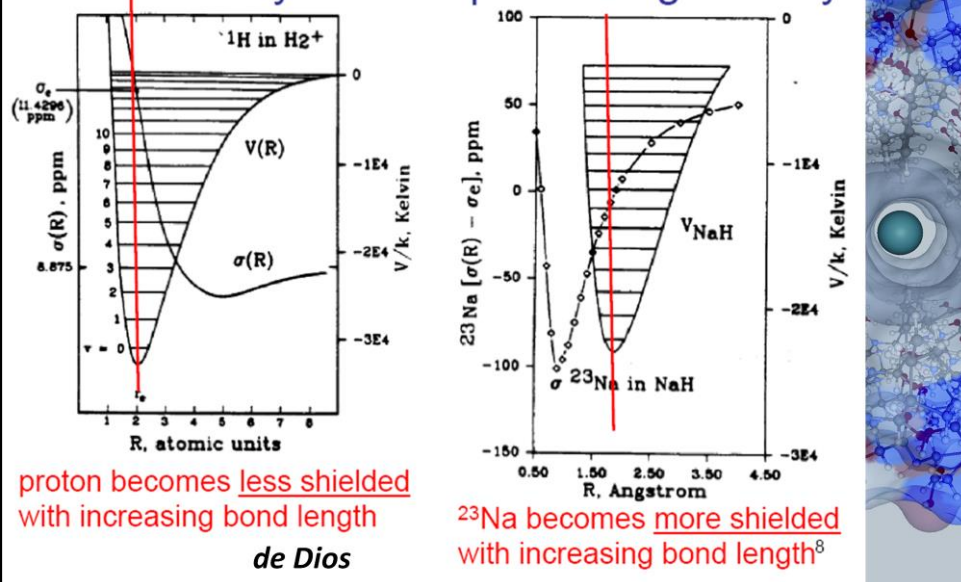 ¹H in H2⁺
σe
(11.4296
ppm)
0
10
9
8
7
6
5
4
3
2
1
v = 0
V(R)
σ(R)
-1E4
-2E4
-3E4
σ(R), ppm
8.875
V/k, Kelvin
re
1 2 3 4 5 6 7 8
R, atomic units
proton becomes less shielded
with increasing bond length
de Dios
100
50
0
-50
-100
-150
²³Na [σ(R) − σe], ppm
0
-1E4
-2E4
-3E4
V/k, Kelvin
VNaH
σ ²³Na in NaH
0.50 1.50 2.50 3.50 4.50
R, Angstrom
²³Na becomes more shielded
with increasing bond length⁸